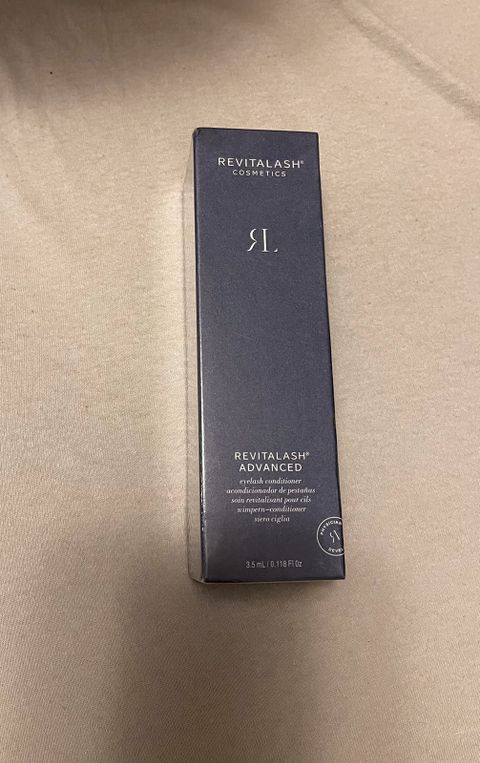 REVITALASH®
COSMETICS
RL
REVITALASH®
ADVANCED
eyelash conditioner
acondicionador de pestañas
soin revitalisant pour cils
wimpern-conditioner
siero ciglia
3.5 mL / 0.118 Fl Oz